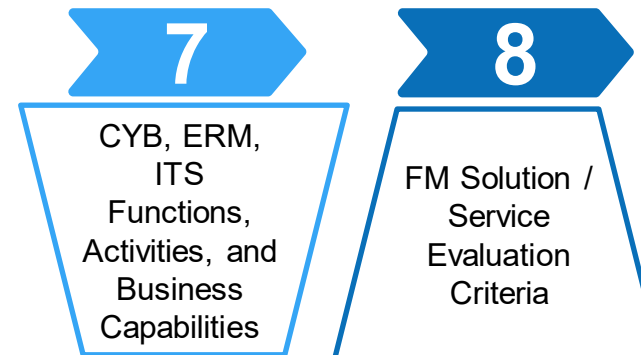 7
CYB, ERM,
ITS
Functions,
Activities, and
Business
Capabilities
8
FM Solution /
Service
Evaluation
Criteria